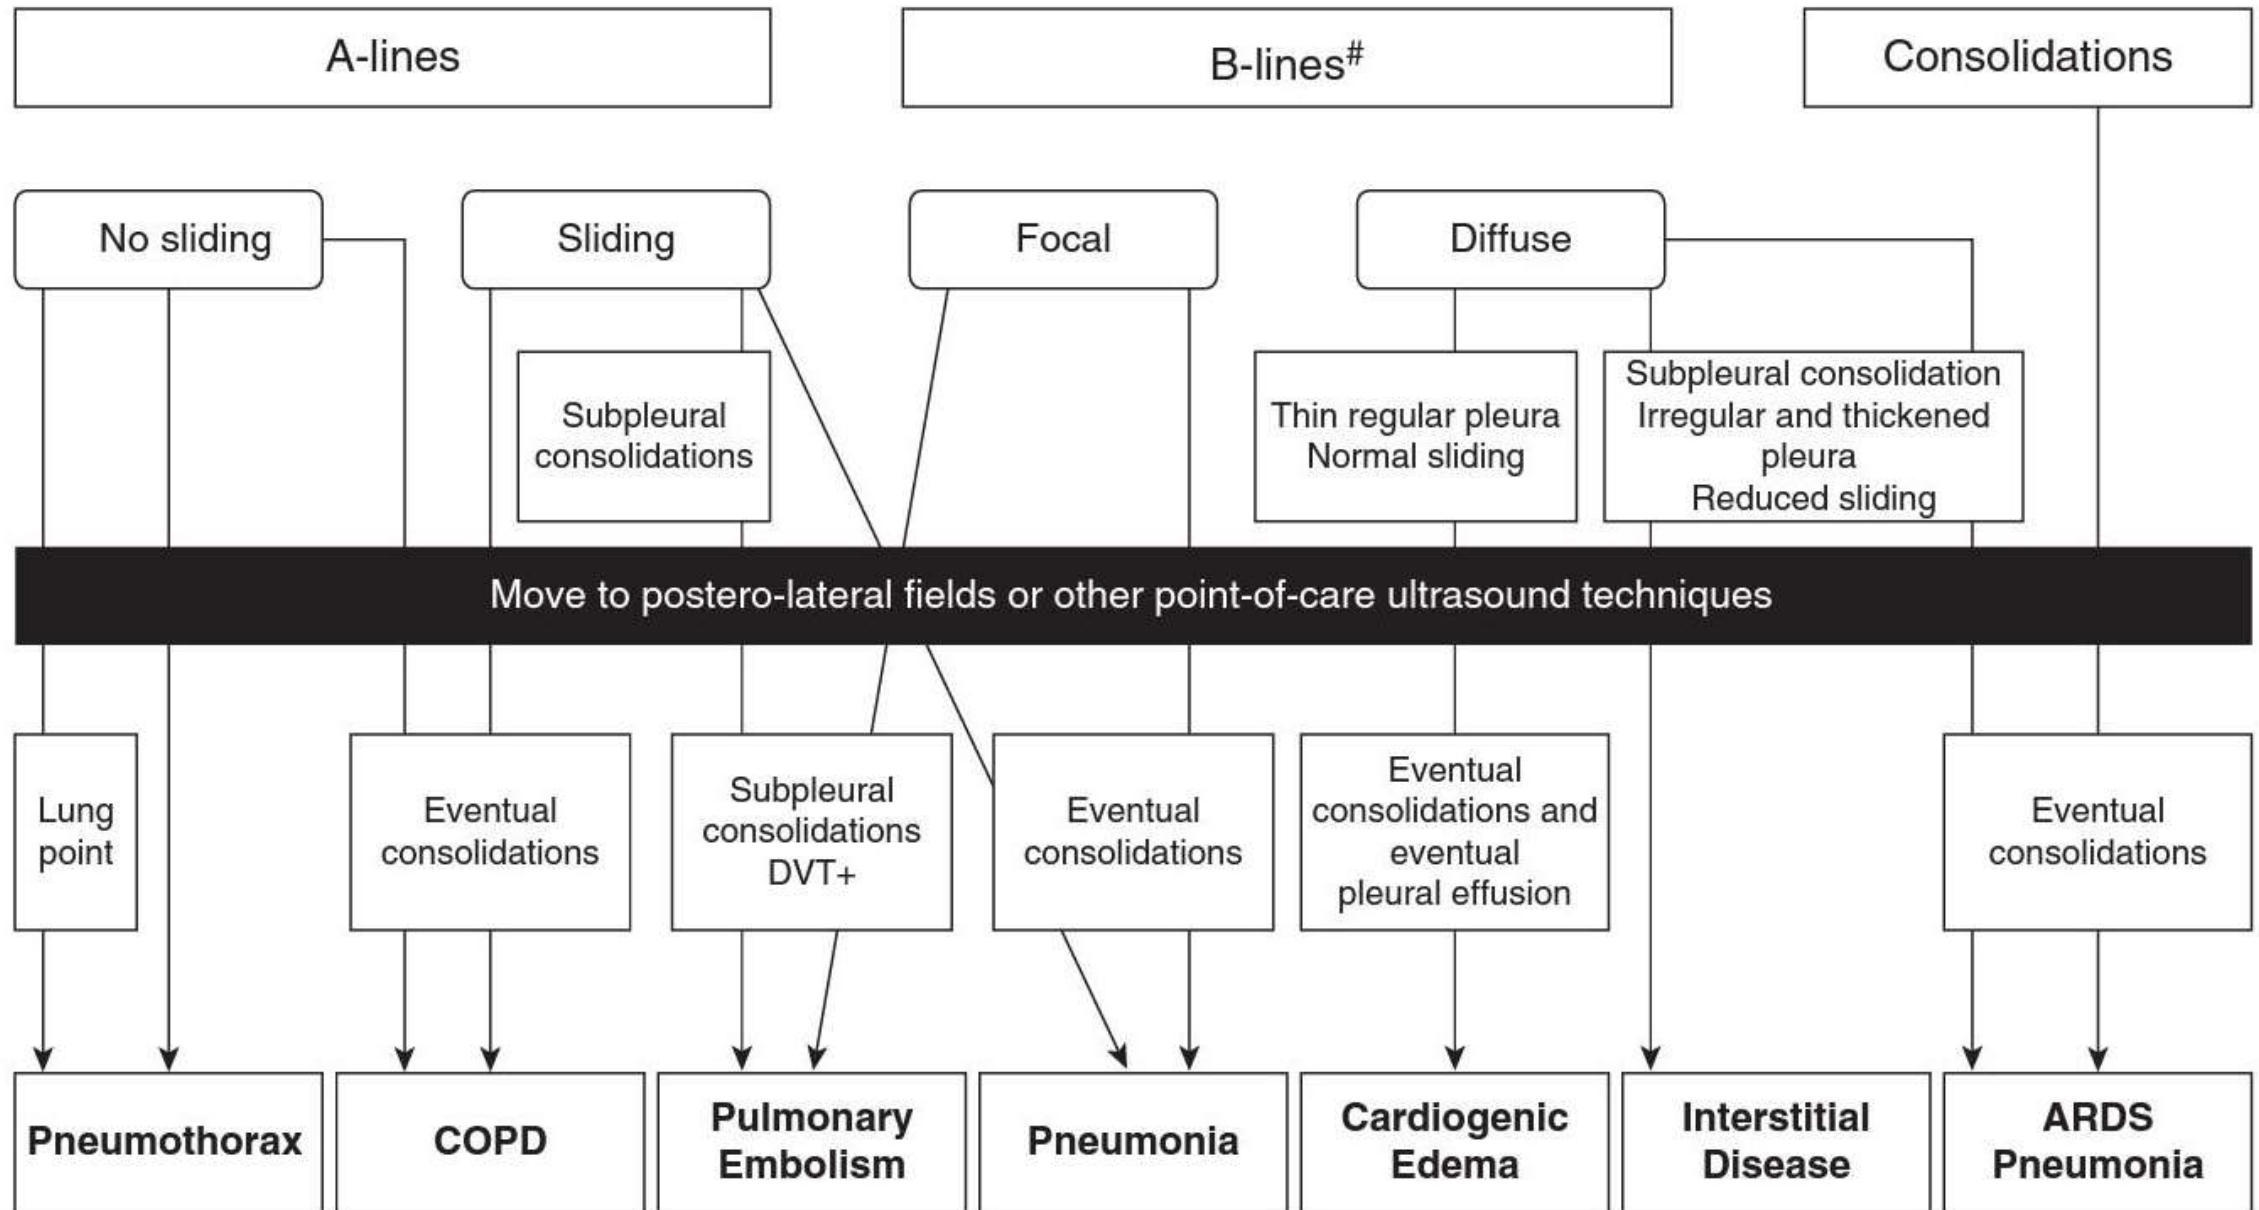 A-lines
B-lines#
Consolidations
No sliding
Sliding
Focal
Diffuse
Subpleural
consolidations
Thin regular pleura
Normal sliding
Subpleural consolidation
Irregular and thickened
pleura
Reduced sliding
Move to postero-lateral fields or other point-of-care ultrasound techniques
Lung
point
Eventual
consolidations
Subpleural
consolidations
DVT+
Eventual
consolidations
Eventual
consolidations and
eventual
pleural effusion
Eventual
consolidations
Pneumothorax
COPD
Pulmonary
Embolism
Pneumonia
Cardiogenic
Edema
Interstitial
Disease
ARDS
Pneumonia